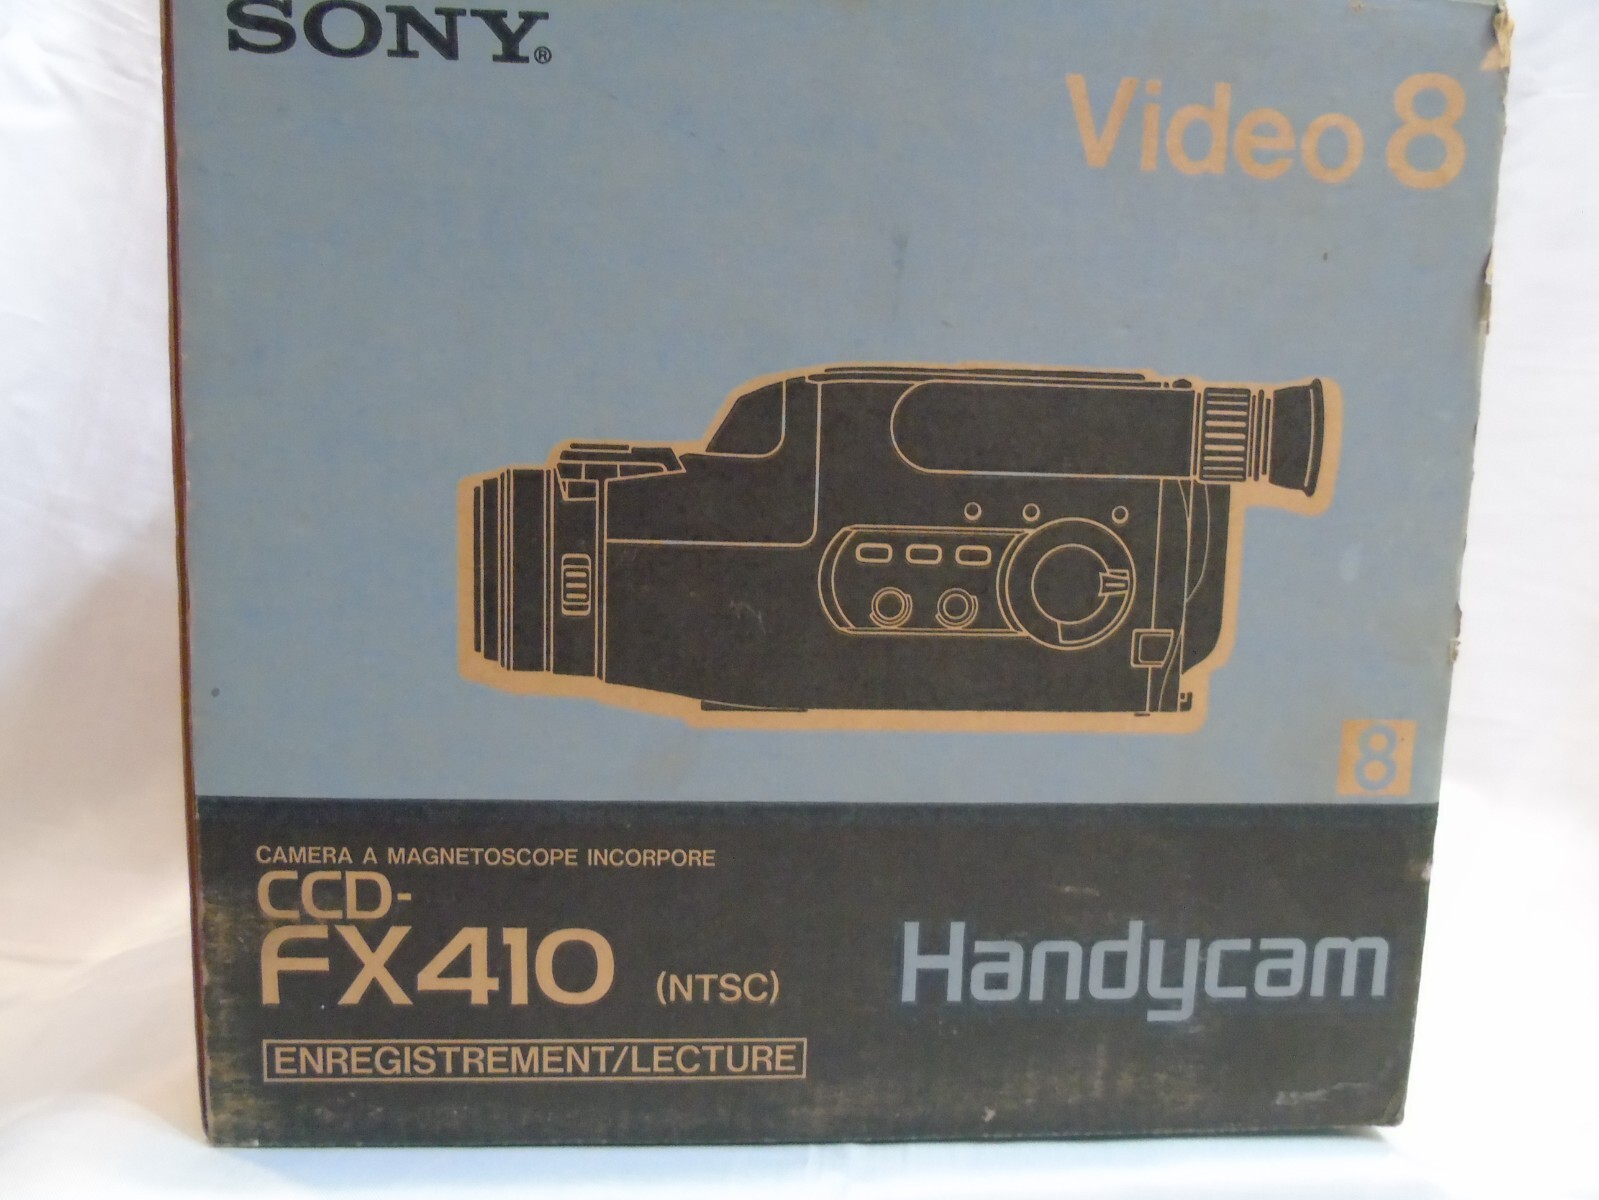 SONY®
Video 8
8
CAMERA A MAGNETOSCOPE INCORPORE
CCD-
FX410 (NTSC)
Handycam
ENREGISTREMENT/LECTURE